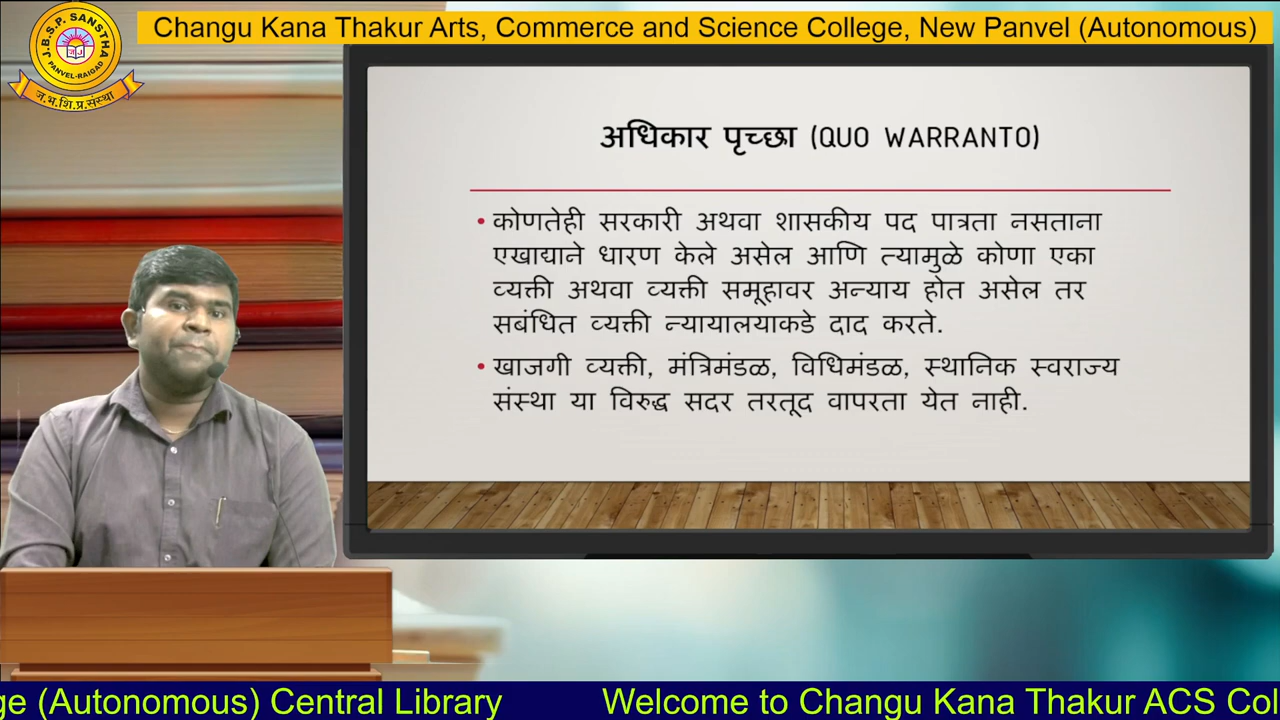 Changu Kana Thakur Arts, Commerce and Science College, New Panvel (Autonomous)
J.B.S.P. SANSTHA
PANVEL-RAIGAD
ज.भ.शि.प्र.संस्था
अधिकार पृच्छा (QUO WARRANTO)
• कोणतेही सरकारी अथवा शासकीय पद पात्रता नसताना
एखाद्याने धारण केले असेल आणि त्यामुळे कोणा एका
व्यक्ती अथवा व्यक्ती समूहावर अन्याय होत असेल तर
सबंधित व्यक्ती न्यायालयाकडे दाद करते.
• खाजगी व्यक्ती, मंत्रिमंडळ, विधिमंडळ, स्थानिक स्वराज्य
संस्था या विरुद्ध सदर तरतूद वापरता येत नाही.
ge (Autonomous) Central Library Welcome to Changu Kana Thakur ACS Col